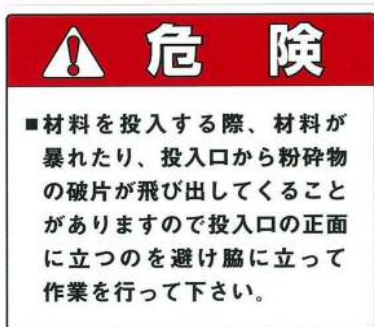 危険
■材料を投入する際、材料が
暴れたり、投入口から粉砕物
の破片が飛び出してくること
がありますので投入口の正面
に立つのを避け脇に立って
作業を行って下さい。